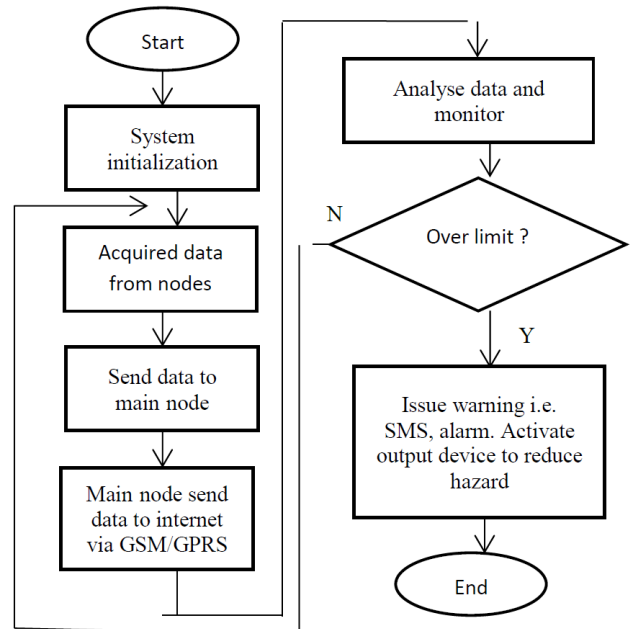 Start
System
initialization
Acquired data
from nodes
Send data to
main node
Main node send
data to internet
via GSM/GPRS
Analyse data and
monitor
Over limit ?
N
Y
Issue warning i.e.
SMS, alarm. Activate
output device to reduce
hazard
End